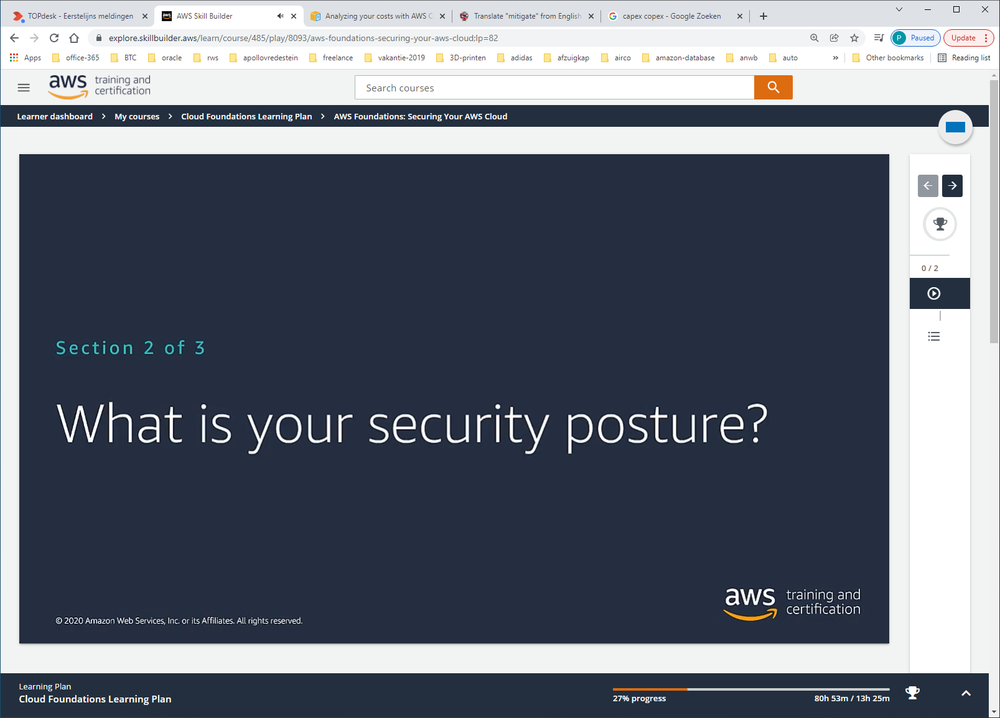 TOPdesk - Eerstelijns meldingen
AWS Skill Builder
Analyzing your costs with AWS C
Translate "mitigate" from English
capex copex - Google Zoeken
explore.skillbuilder.aws/learn/course/485/play/8093/aws-foundations-securing-your-aws-cloud;lp=82
P Paused
Update
Apps
office-365
BTC
oracle
rws
apollovredestein
freelance
vakantie-2019
3D-printen
adidas
afzuigkap
airco
amazon-database
anwb
auto
»
Other bookmarks
Reading list
aws training and certification
Search courses
Learner dashboard > My courses > Cloud Foundations Learning Plan > AWS Foundations: Securing Your AWS Cloud
0 / 2
Section 2 of 3
What is your security posture?
aws training and certification
© 2020 Amazon Web Services, Inc. or its Affiliates. All rights reserved.
Learning Plan
Cloud Foundations Learning Plan
27% progress
80h 53m / 13h 25m